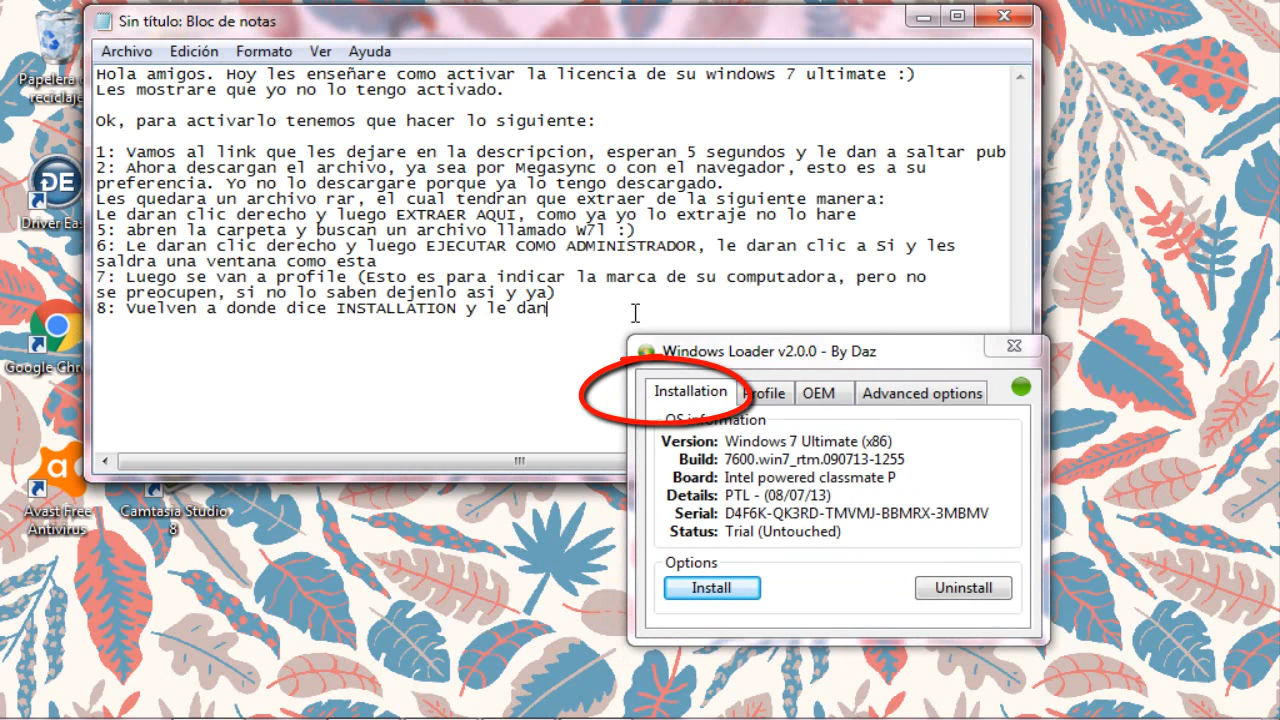 Sin título: Bloc de notas
Archivo Edición Formato Ver Ayuda
Hola amigos. Hoy les enseñare como activar la licencia de su windows 7 ultimate :)
Les mostrare que yo no lo tengo activado.
Ok, para activarlo tenemos que hacer lo siguiente:
1: Vamos al link que les dejare en la descripcion, esperan 5 segundos y le dan a saltar pub
2: Ahora descargan el archivo, ya sea por Megasync o con el navegador, esto es a su
preferencia. Yo no lo descargare porque ya lo tengo descargado.
Les quedara un archivo rar, el cual tendran que extraer de la siguiente manera:
Le daran clic derecho y luego EXTRAER AQUI, como ya yo lo extraje no lo hare
5: abren la carpeta y buscan un archivo llamado w7l :)
6: Le daran clic derecho y luego EJECUTAR COMO ADMINISTRADOR, le daran clic a Si y les
saldra una ventana como esta
7: Luego se van a profile (Esto es para indicar la marca de su computadora, pero no
se preocupen, si no lo saben dejenlo asi y ya)
8: Vuelven a donde dice INSTALLATION y le dan
Papelera
reciclaje
DE
Driver Eas
Google Chr
Avast Free
Antivirus
Camtasia Studio
8
Windows Loader v2.0.0 - By Daz
Installation Profile OEM Advanced options
OS information
Version: Windows 7 Ultimate (x86)
Build: 7600.win7_rtm.090713-1255
Board: Intel powered classmate P
Details: PTL - (08/07/13)
Serial: D4F6K-QK3RD-TMVMJ-BBMRX-3MBMV
Status: Trial (Untouched)
Options
Install Uninstall